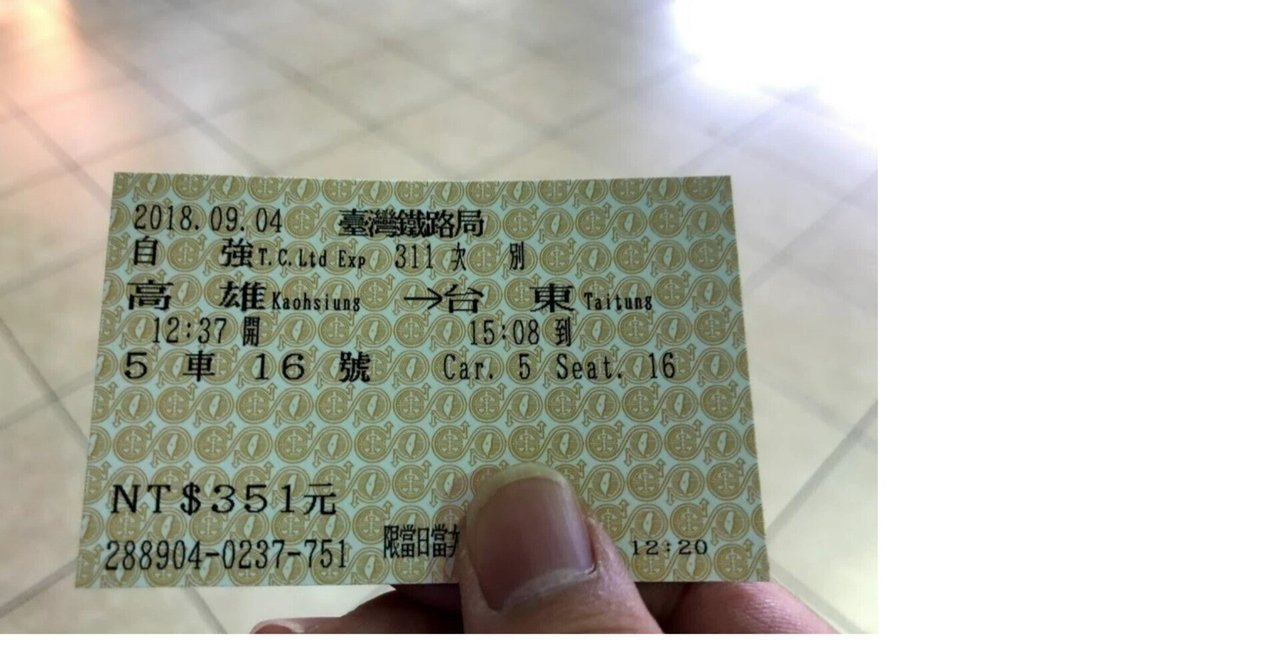 2018.09.04 臺灣鐵路局
自 強 T.C.Ltd Exp 311 次 別
高 雄 Kaohsiung →台 東 Taitung
12:37 開 15:08 到
5 車 16 號 Car. 5 Seat. 16
NT$351元
288904-0237-751 限當日當 12:20